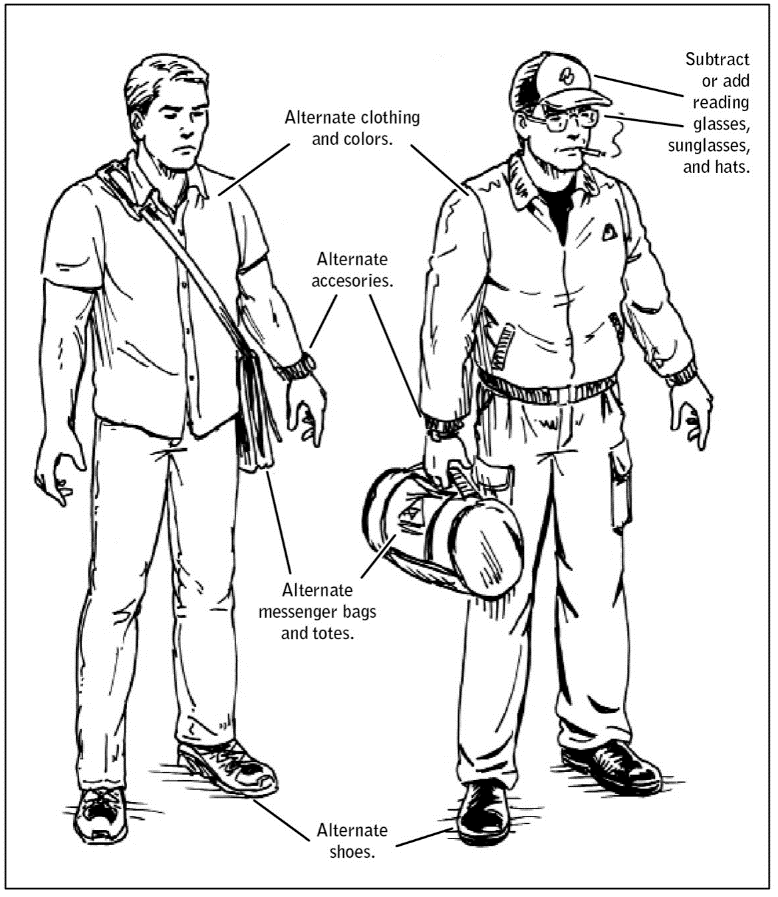 Subtract
or add
reading
glasses,
sunglasses,
and hats.
Alternate clothing
and colors.
Alternate
accesories.
Alternate
messenger bags
and totes.
Alternate
shoes.